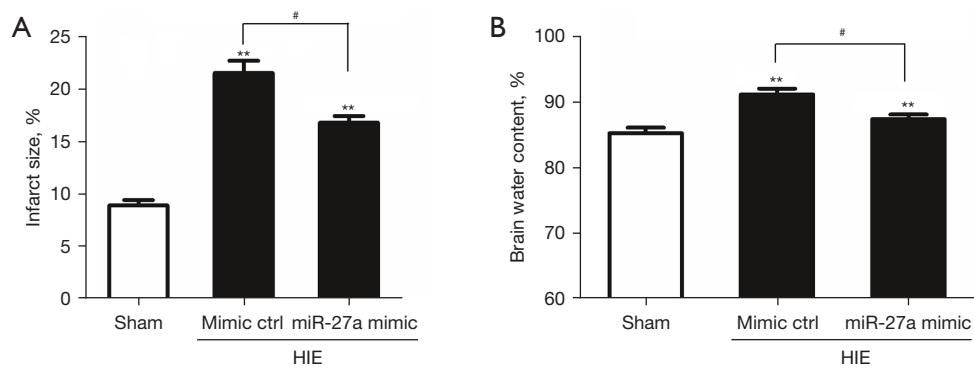 A
Infarct size, %
25
20
15
10
5
0
#
**
**
Sham
Mimic ctrl
miR-27a mimic
HIE
B
Brain water content, %
100
90
80
70
60
#
**
**
Sham
Mimic ctrl
miR-27a mimic
HIE